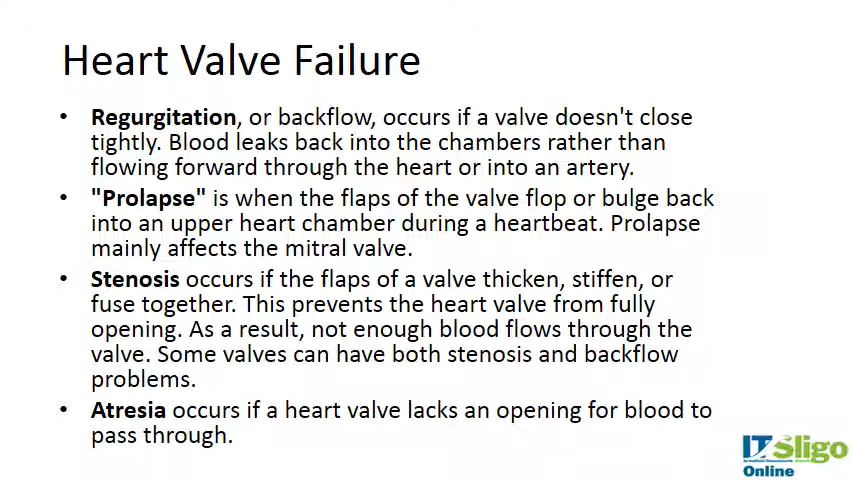 Heart Valve Failure
• Regurgitation, or backflow, occurs if a valve doesn't close
tightly. Blood leaks back into the chambers rather than
flowing forward through the heart or into an artery.
• "Prolapse" is when the flaps of the valve flop or bulge back
into an upper heart chamber during a heartbeat. Prolapse
mainly affects the mitral valve.
• Stenosis occurs if the flaps of a valve thicken, stiffen, or
fuse together. This prevents the heart valve from fully
opening. As a result, not enough blood flows through the
valve. Some valves can have both stenosis and backflow
problems.
• Atresia occurs if a heart valve lacks an opening for blood to
pass through.
IT Sligo
Online